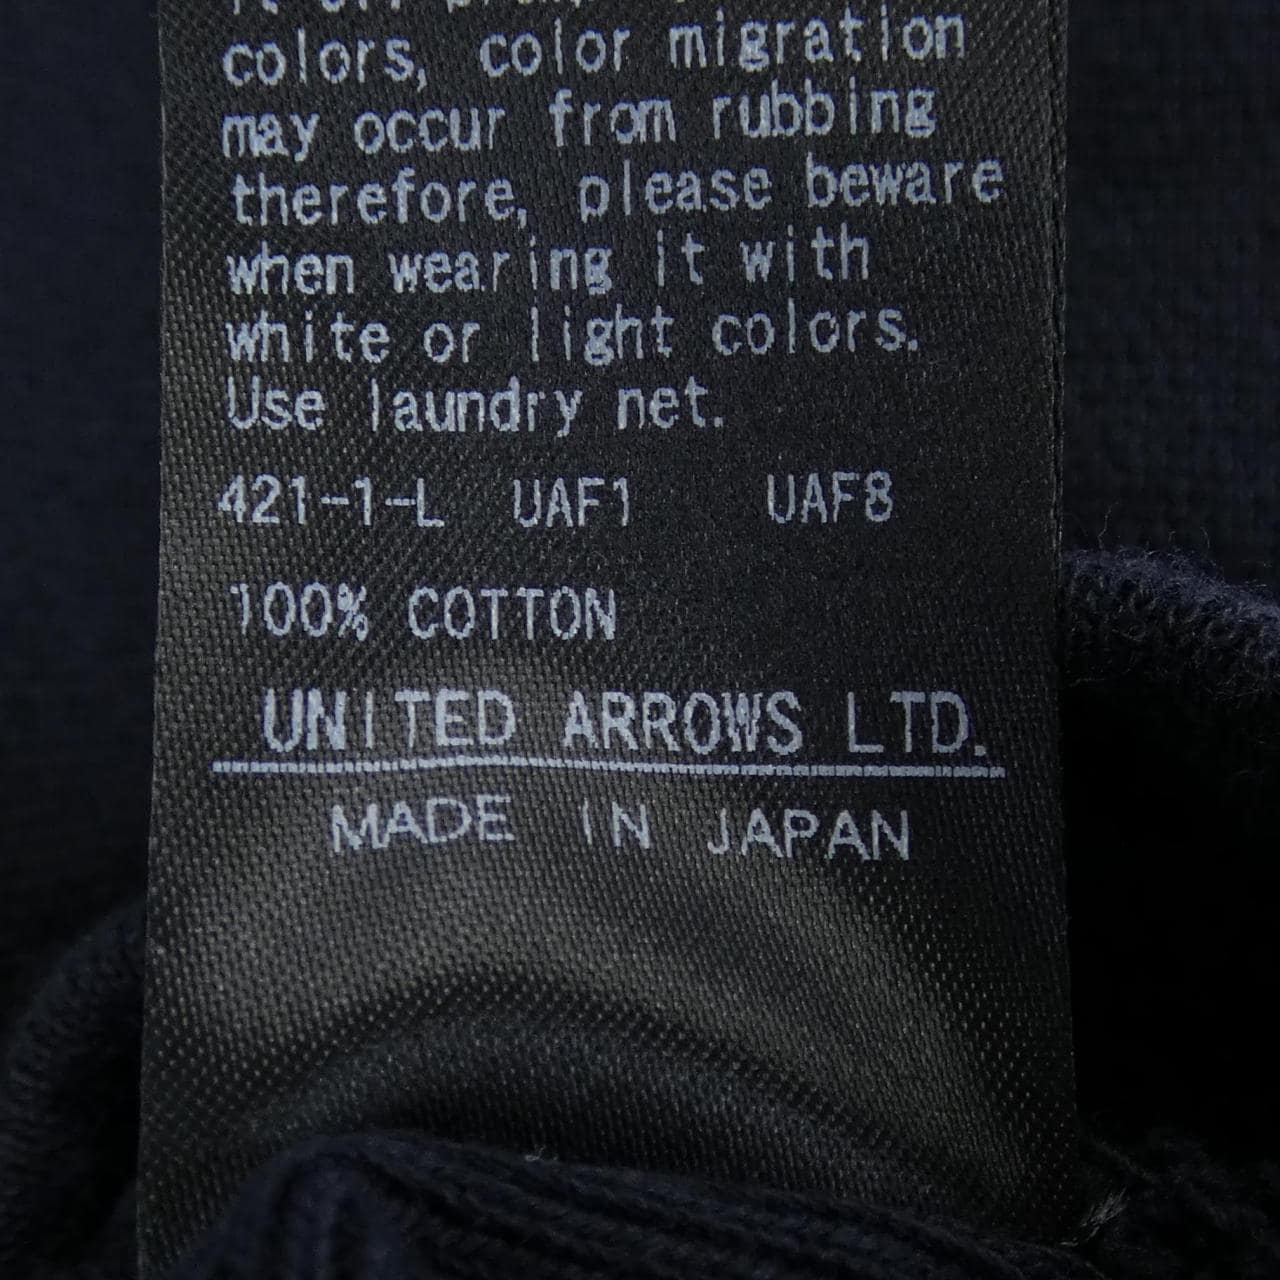 colors, color migration
may occur from rubbing
therefore, please beware
when wearing it with
white or light colors.
Use laundry net.
421-1-L UAF1 UAF8
100% COTTON
UNITED ARROWS LTD.
MADE IN JAPAN